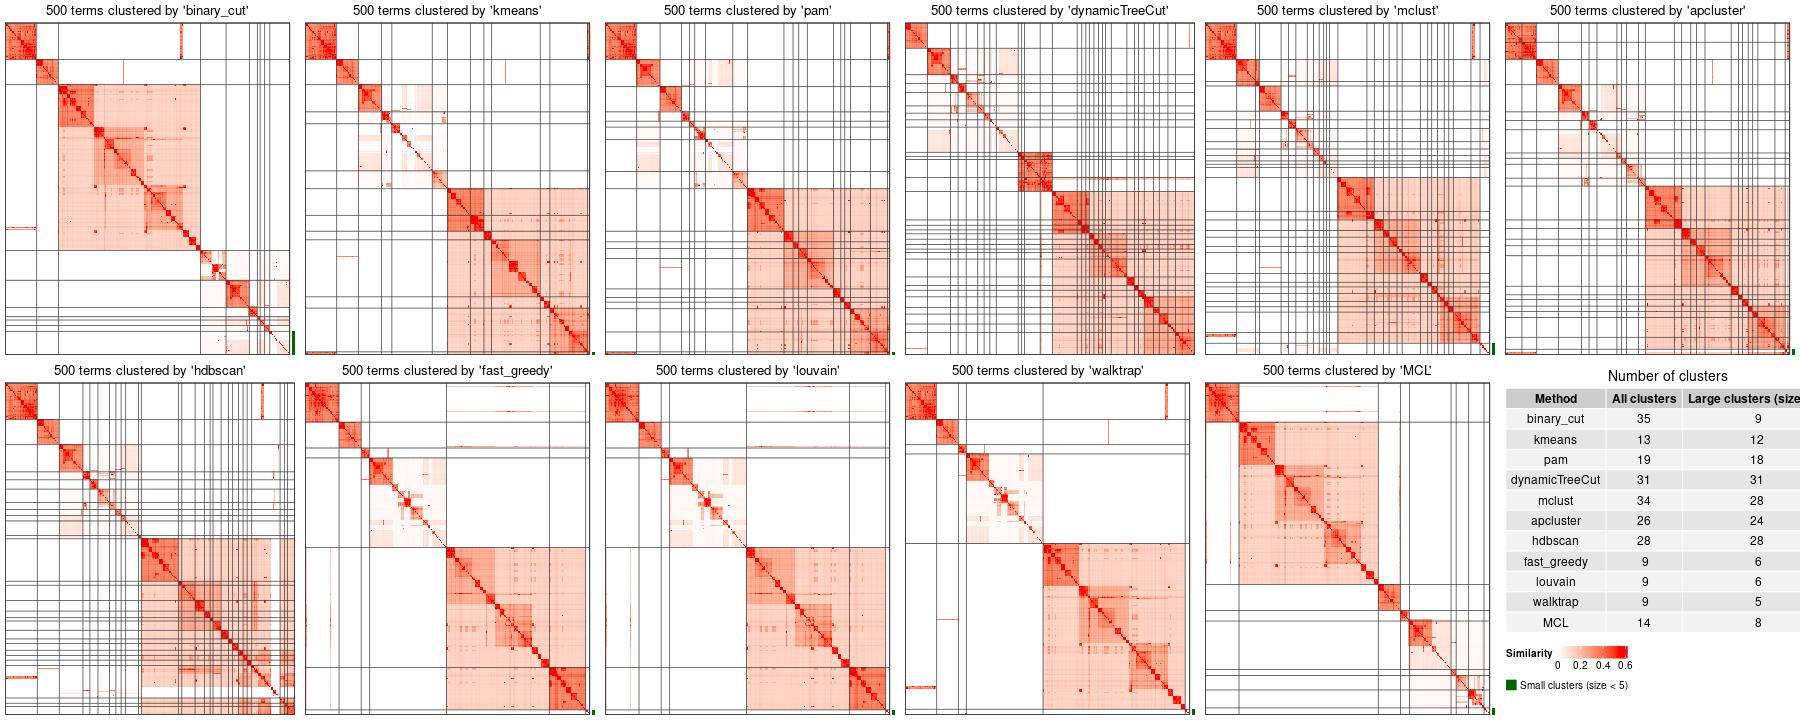 500 terms clustered by 'binary_cut'
500 terms clustered by 'kmeans'
500 terms clustered by 'pam'
500 terms clustered by 'dynamicTreeCut'
500 terms clustered by 'mclust'
500 terms clustered by 'apcluster'
500 terms clustered by 'hdbscan'
500 terms clustered by 'fast_greedy'
500 terms clustered by 'louvain'
500 terms clustered by 'walktrap'
500 terms clustered by 'MCL'
Number of clusters
Method All clusters Large clusters (size
binary_cut 35 9
kmeans 13 12
pam 19 18
dynamicTreeCut 31 31
mclust 34 28
apcluster 26 24
hdbscan 28 28
fast_greedy 9 6
louvain 9 6
walktrap 9 5
MCL 14 8
Similarity
0 0.2 0.4 0.6
Small clusters (size < 5)